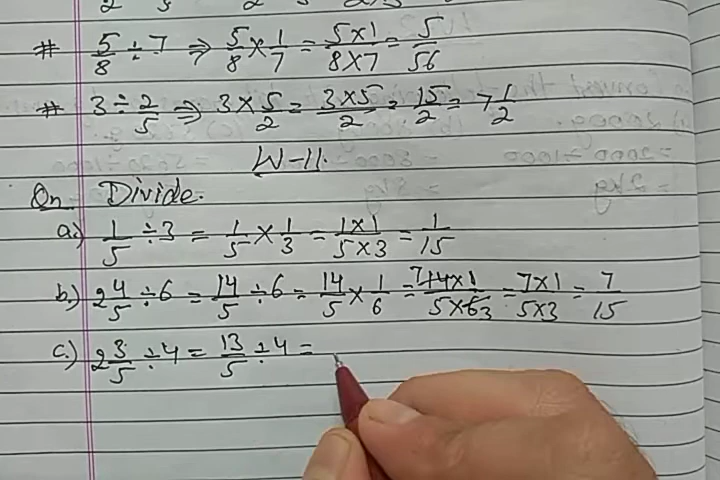 # 5/8 ÷ 7 ⇒ 5/8 × 1/7 = 5×1/8×7 = 5/56
# 3 ÷ 2/5 ⇒ 3 × 5/2 = 3×5/2 = 15/2 = 7 1/2
W-11.
Qn. Divide.
a.) 1/5 ÷ 3 = 1/5 × 1/3 = 1×1/5×3 = 1/15
b.) 2 4/5 ÷ 6 = 14/5 ÷ 6 = 14/5 × 1/6 = 7 14×1/5×6 3 = 7×1/5×3 = 7/15
c.) 2 3/5 ÷ 4 = 13/5 ÷ 4 =